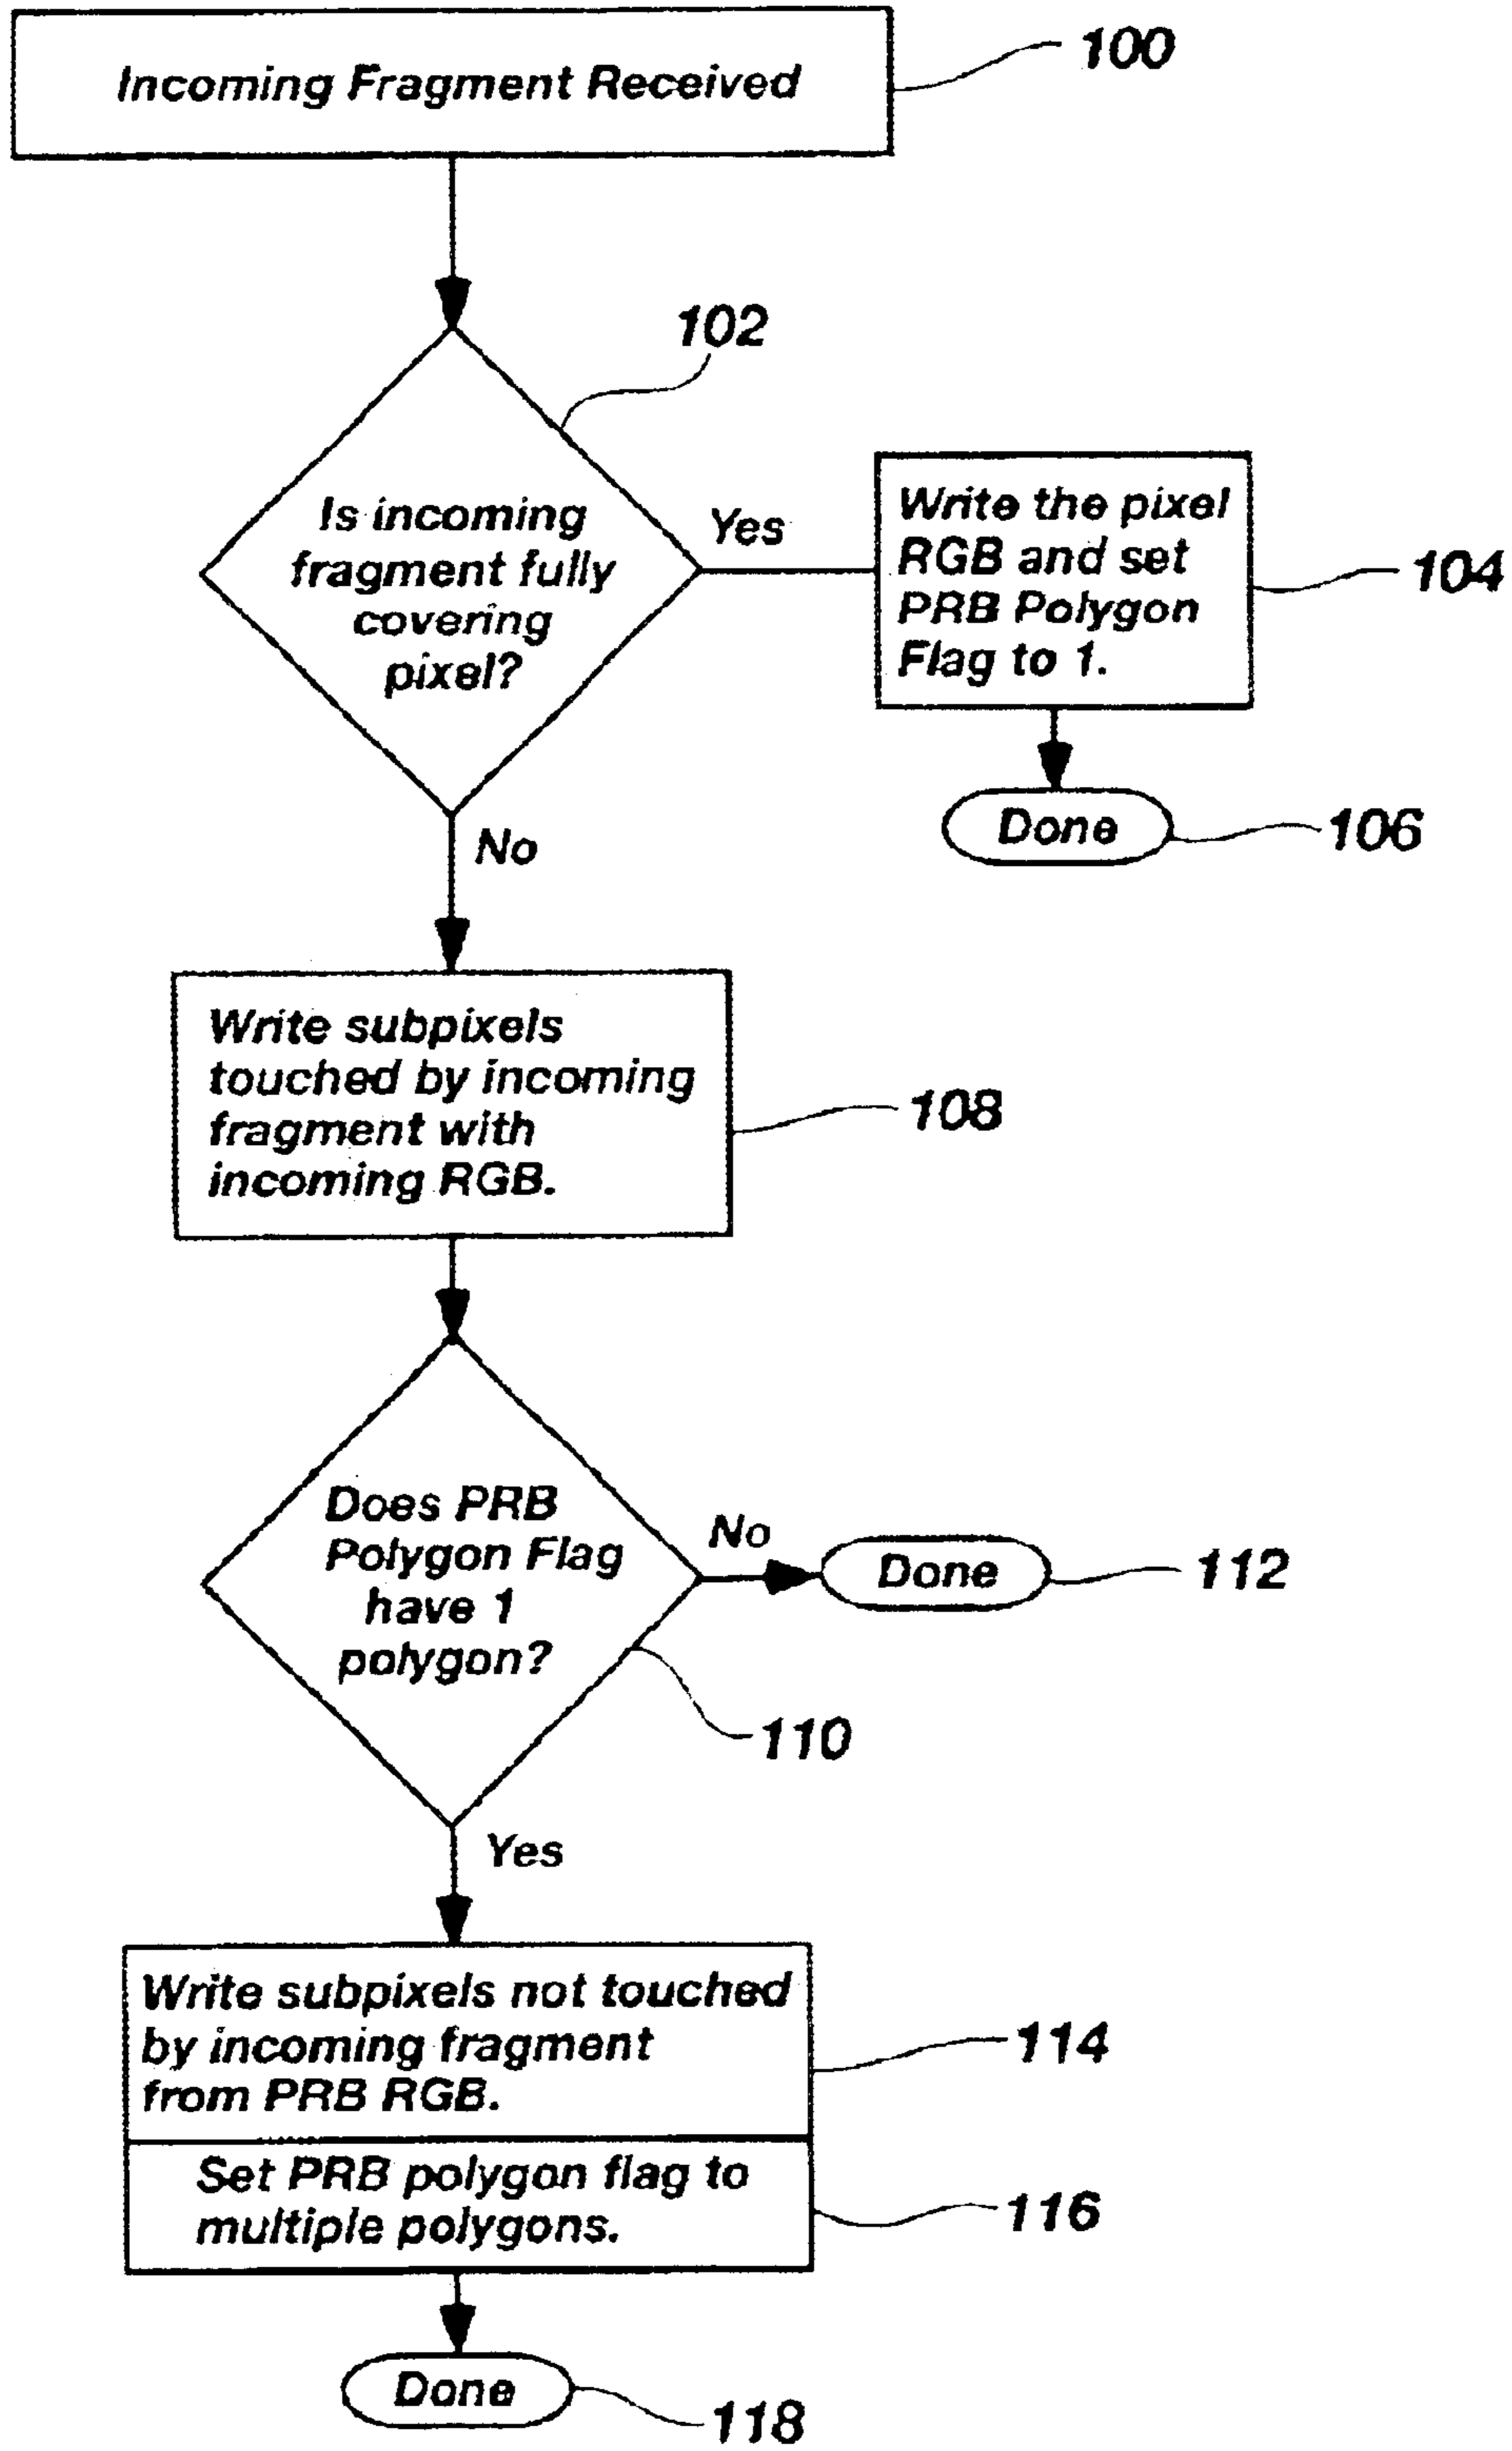 Incoming Fragment Received
100
102
Is incoming
fragment fully
covering
pixel?
Yes
Write the pixel
RGB and set
PRB Polygon
Flag to 1.
104
Done
106
No
Write subpixels
touched by incoming
fragment with
incoming RGB.
108
Does PRB
Polygon Flag
have 1
polygon?
No
Done
112
110
Yes
Write subpixels not touched
by incoming fragment
from PRB RGB.
114
Set PRB polygon flag to
multiple polygons.
116
Done
118